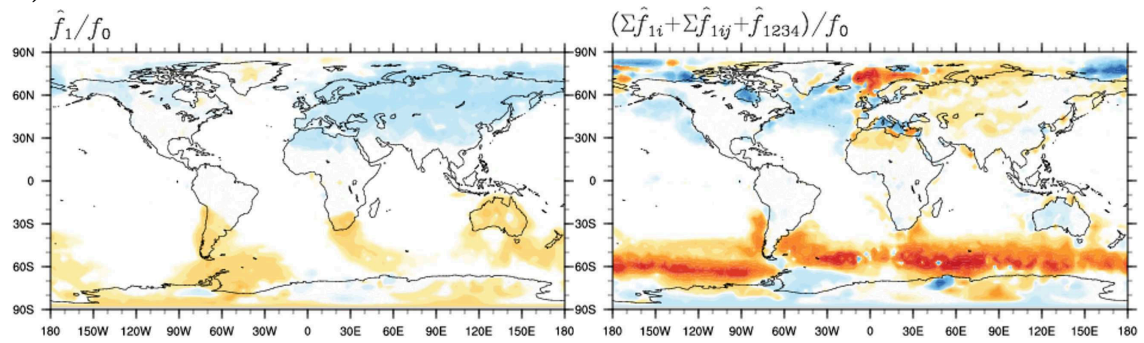 f̂₁/f₀
(Σf̂₁ᵢ+Σf̂₁ᵢⱼ+f̂₁₂₃₄)/f₀
90N 90N
60N 60N
30N 30N
0 0
30S 30S
60S 60S
90S 90S
180 150W 120W 90W 60W 30W 0 30E 60E 90E 120E 150E 180 180 150W 120W 90W 60W 30W 0 30E 60E 90E 120E 150E 180